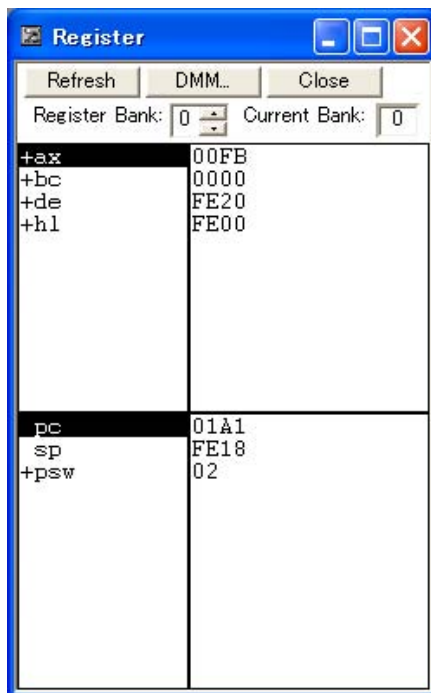 Register
Refresh DMM... Close
Register Bank: 0 Current Bank: 0
+ax 00FB
+bc 0000
+de FE20
+hl FE00
pc 01A1
sp FE18
+psw 02